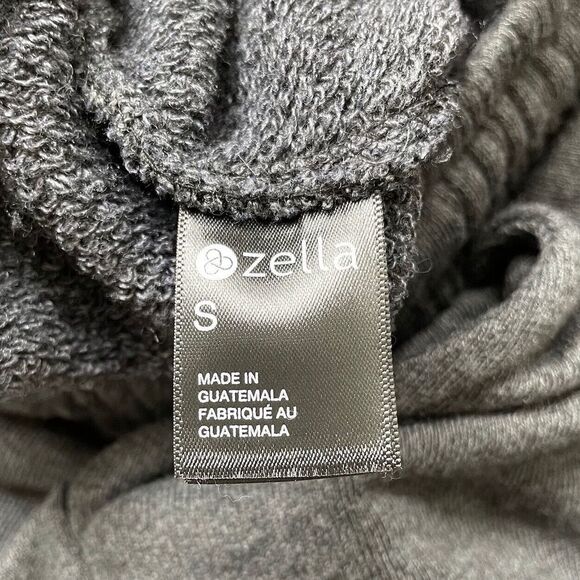 zella
S
MADE IN
GUATEMALA
FABRIQUÉ AU
GUATEMALA